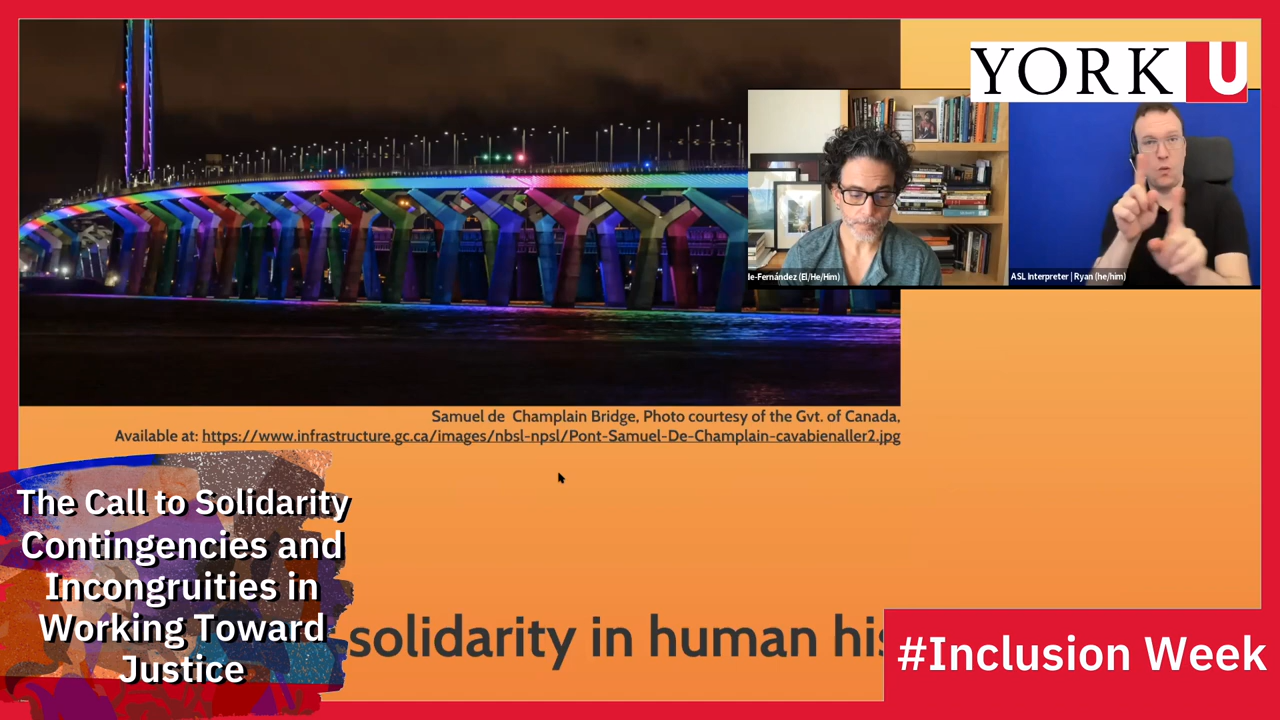 YORK U
le-Fernández (El/He/Him)
ASL Interpreter | Ryan (he/him)
Samuel de Champlain Bridge, Photo courtesy of the Gvt. of Canada,
Available at: https://www.infrastructure.gc.ca/images/nbsl-npsl/Pont-Samuel-De-Champlain-cavabienaller2.jpg
The Call to Solidarity
Contingencies and
Incongruities in
Working Toward
Justice
solidarity in human his
#Inclusion Week